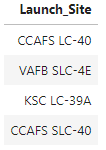 Launch_Site
CCAFS LC-40
VAFB SLC-4E
KSC LC-39A
CCAFS SLC-40